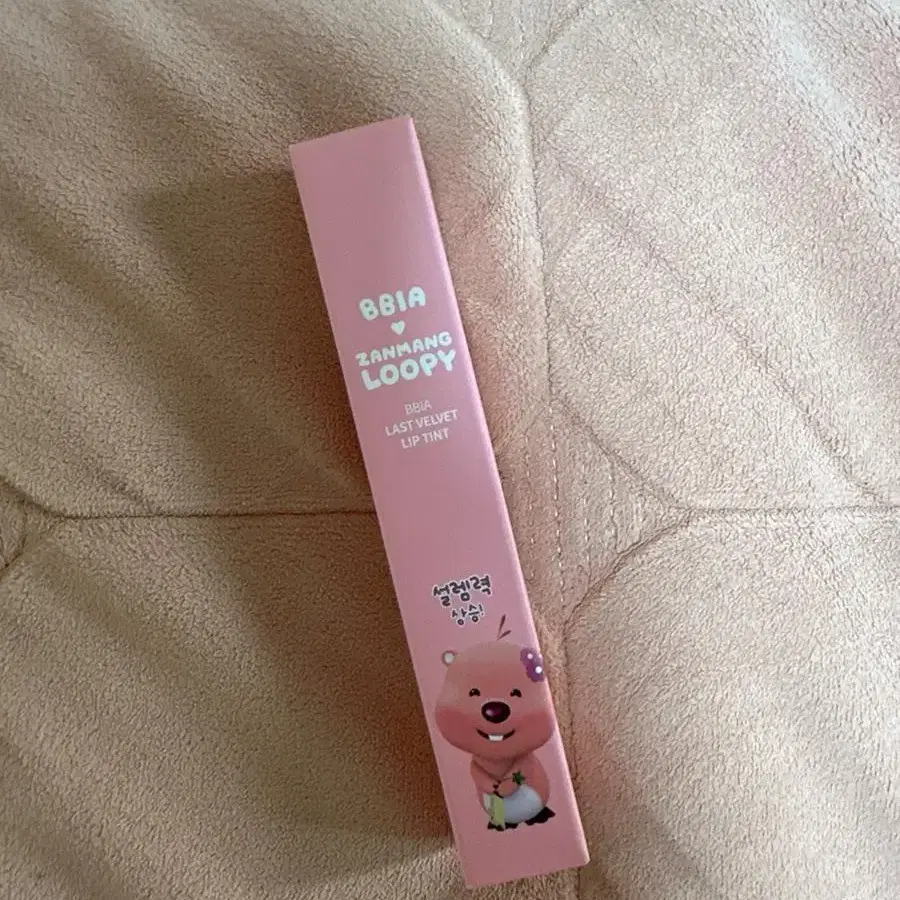 BBIA
ZANMANG
LOOPY
BBIA
LAST VELVET
LIP TINT
설렘력
상승!